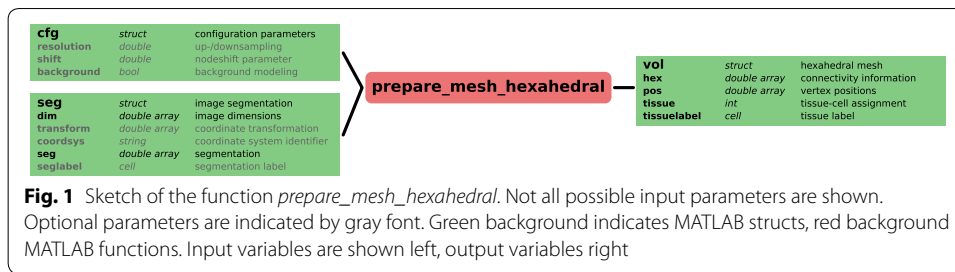 cfg struct configuration parameters
resolution double up-/downsampling
shift double nodeshift parameter
background bool background modeling
seg struct image segmentation
dim double array image dimensions
transform double array coordinate transformation
coordsys string coordinate system identifier
seg double array segmentation
seglabel cell segmentation label
prepare_mesh_hexahedral
vol struct hexahedral mesh
hex double array connectivity information
pos double array vertex positions
tissue int tissue-cell assignment
tissuelabel cell tissue label
Fig. 1 Sketch of the function prepare_mesh_hexahedral. Not all possible input parameters are shown.
Optional parameters are indicated by gray font. Green background indicates MATLAB structs, red background
MATLAB functions. Input variables are shown left, output variables right